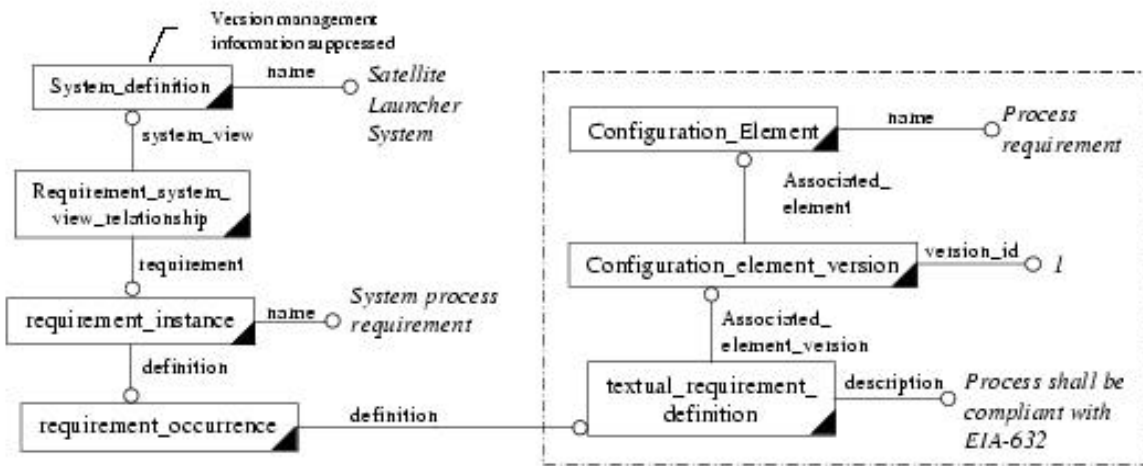 Version management
information suppressed
System_definition
name
Satellite
Launcher
System
system_view
Requirement_system_
view_relationship
requirement
requirement_instance
name
System process
requirement
definition
requirement_occurrence
definition
Configuration_Element
name
Process
requirement
Associated_
element
Configuration_element_version
version_id
1
Associated_
element_version
textual_requirement_
definition
description
Process shall be
compliant with
EIA-632